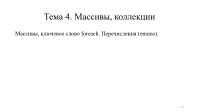 Тема 4. Массивы, коллекции
Массивы, ключевое слово foreach. Перечисления (enums).